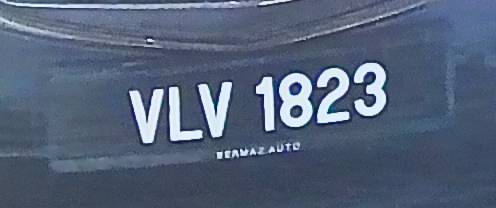 VLV 1823
BERMAZ AUTO